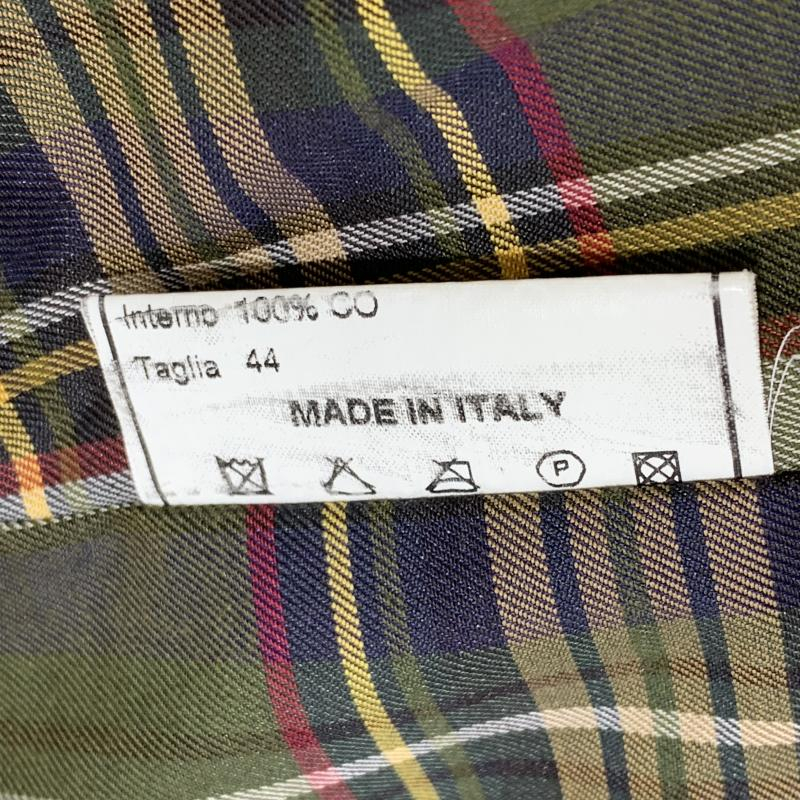 Interno 100% CO
Taglia 44
MADE IN ITALY
P